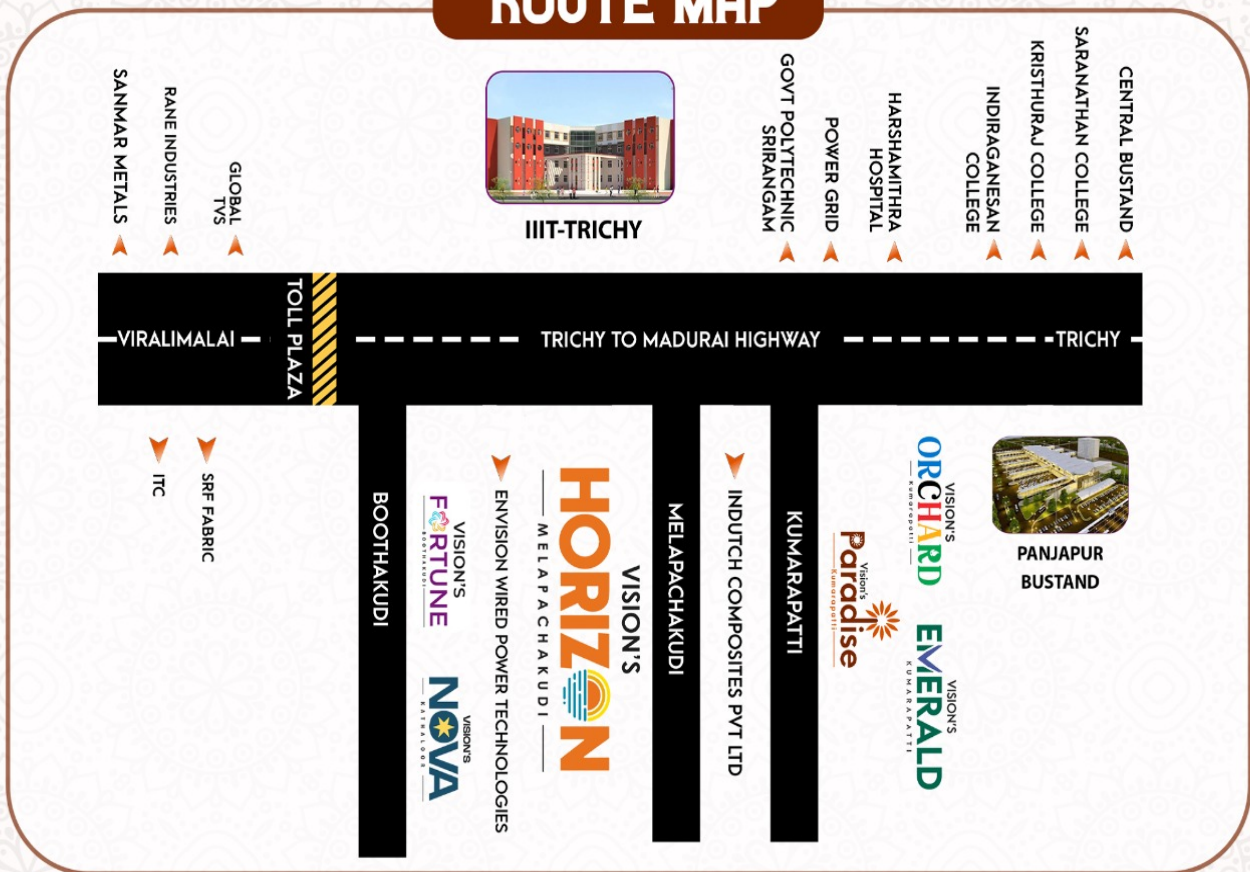 ROUTE MAP
SANMAR METALS
RANE INDUSTRIES
GLOBAL
TVS
IIIT-TRICHY
GOVT POLYTECHNIC
SRIRANGAM
POWER GRID
HARSHAMITHRA
HOSPITAL
INDIRAGANESAN
COLLEGE
KRISTHURAJ COLLEGE
SARANATHAN COLLEGE
CENTRAL BUSTAND
VIRALIMALAI
TOLL PLAZA
TRICHY TO MADURAI HIGHWAY
TRICHY
ITC
SRF FABRIC
BOOTHAKUDI
VISION'S
FORTUNE
BOOTHAKUDI
VISION'S
NOVA
KATHALOOR
ENVISION WIRED POWER TECHNOLOGIES
VISION'S
HORIZON
MELAPACHAKUDI
MELAPACHAKUDI
INDUTCH COMPOSITES PVT LTD
KUMARAPATTI
Vision's
Paradise
Kumarapatti
VISION'S
ORCHARD
Kumarapatti
VISION'S
EMERALD
KUMARAPATTI
PANJAPUR
BUSTAND